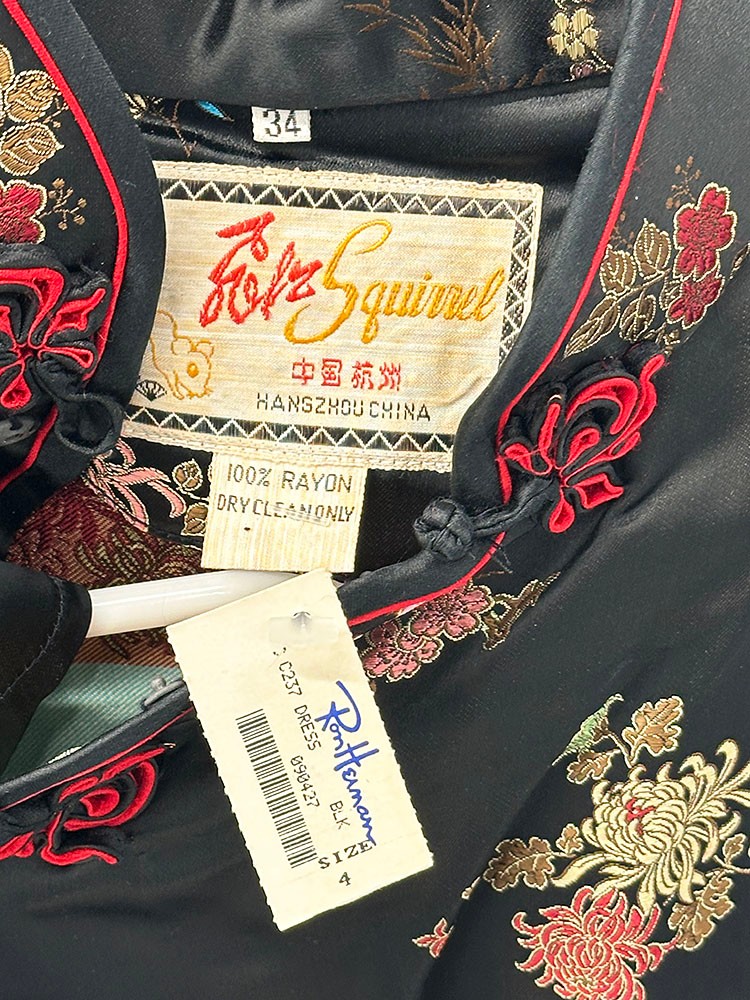 34
Squirrel
中国杭州
HANGZHOU CHINA
100% RAYON
DRY CLEAN ONLY
C237 DRESS
090427
Ron Herman
BLK
SIZE
4